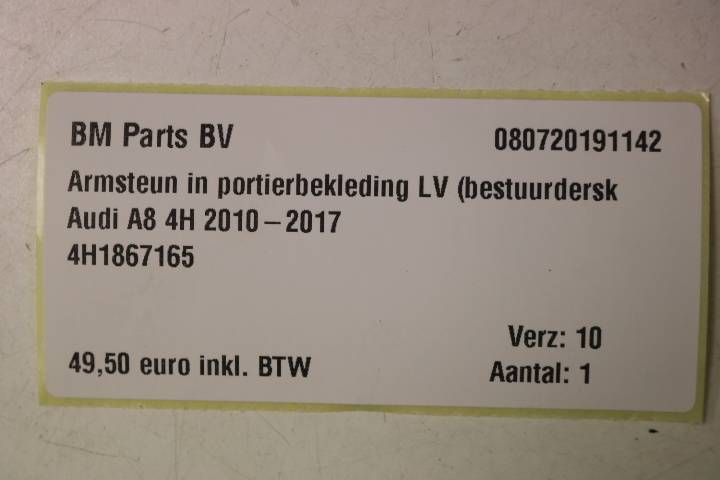 BM Parts BV 080720191142
Armsteun in portierbekleding LV (bestuurdersk
Audi A8 4H 2010 – 2017
4H1867165
Verz: 10
49,50 euro inkl. BTW Aantal: 1